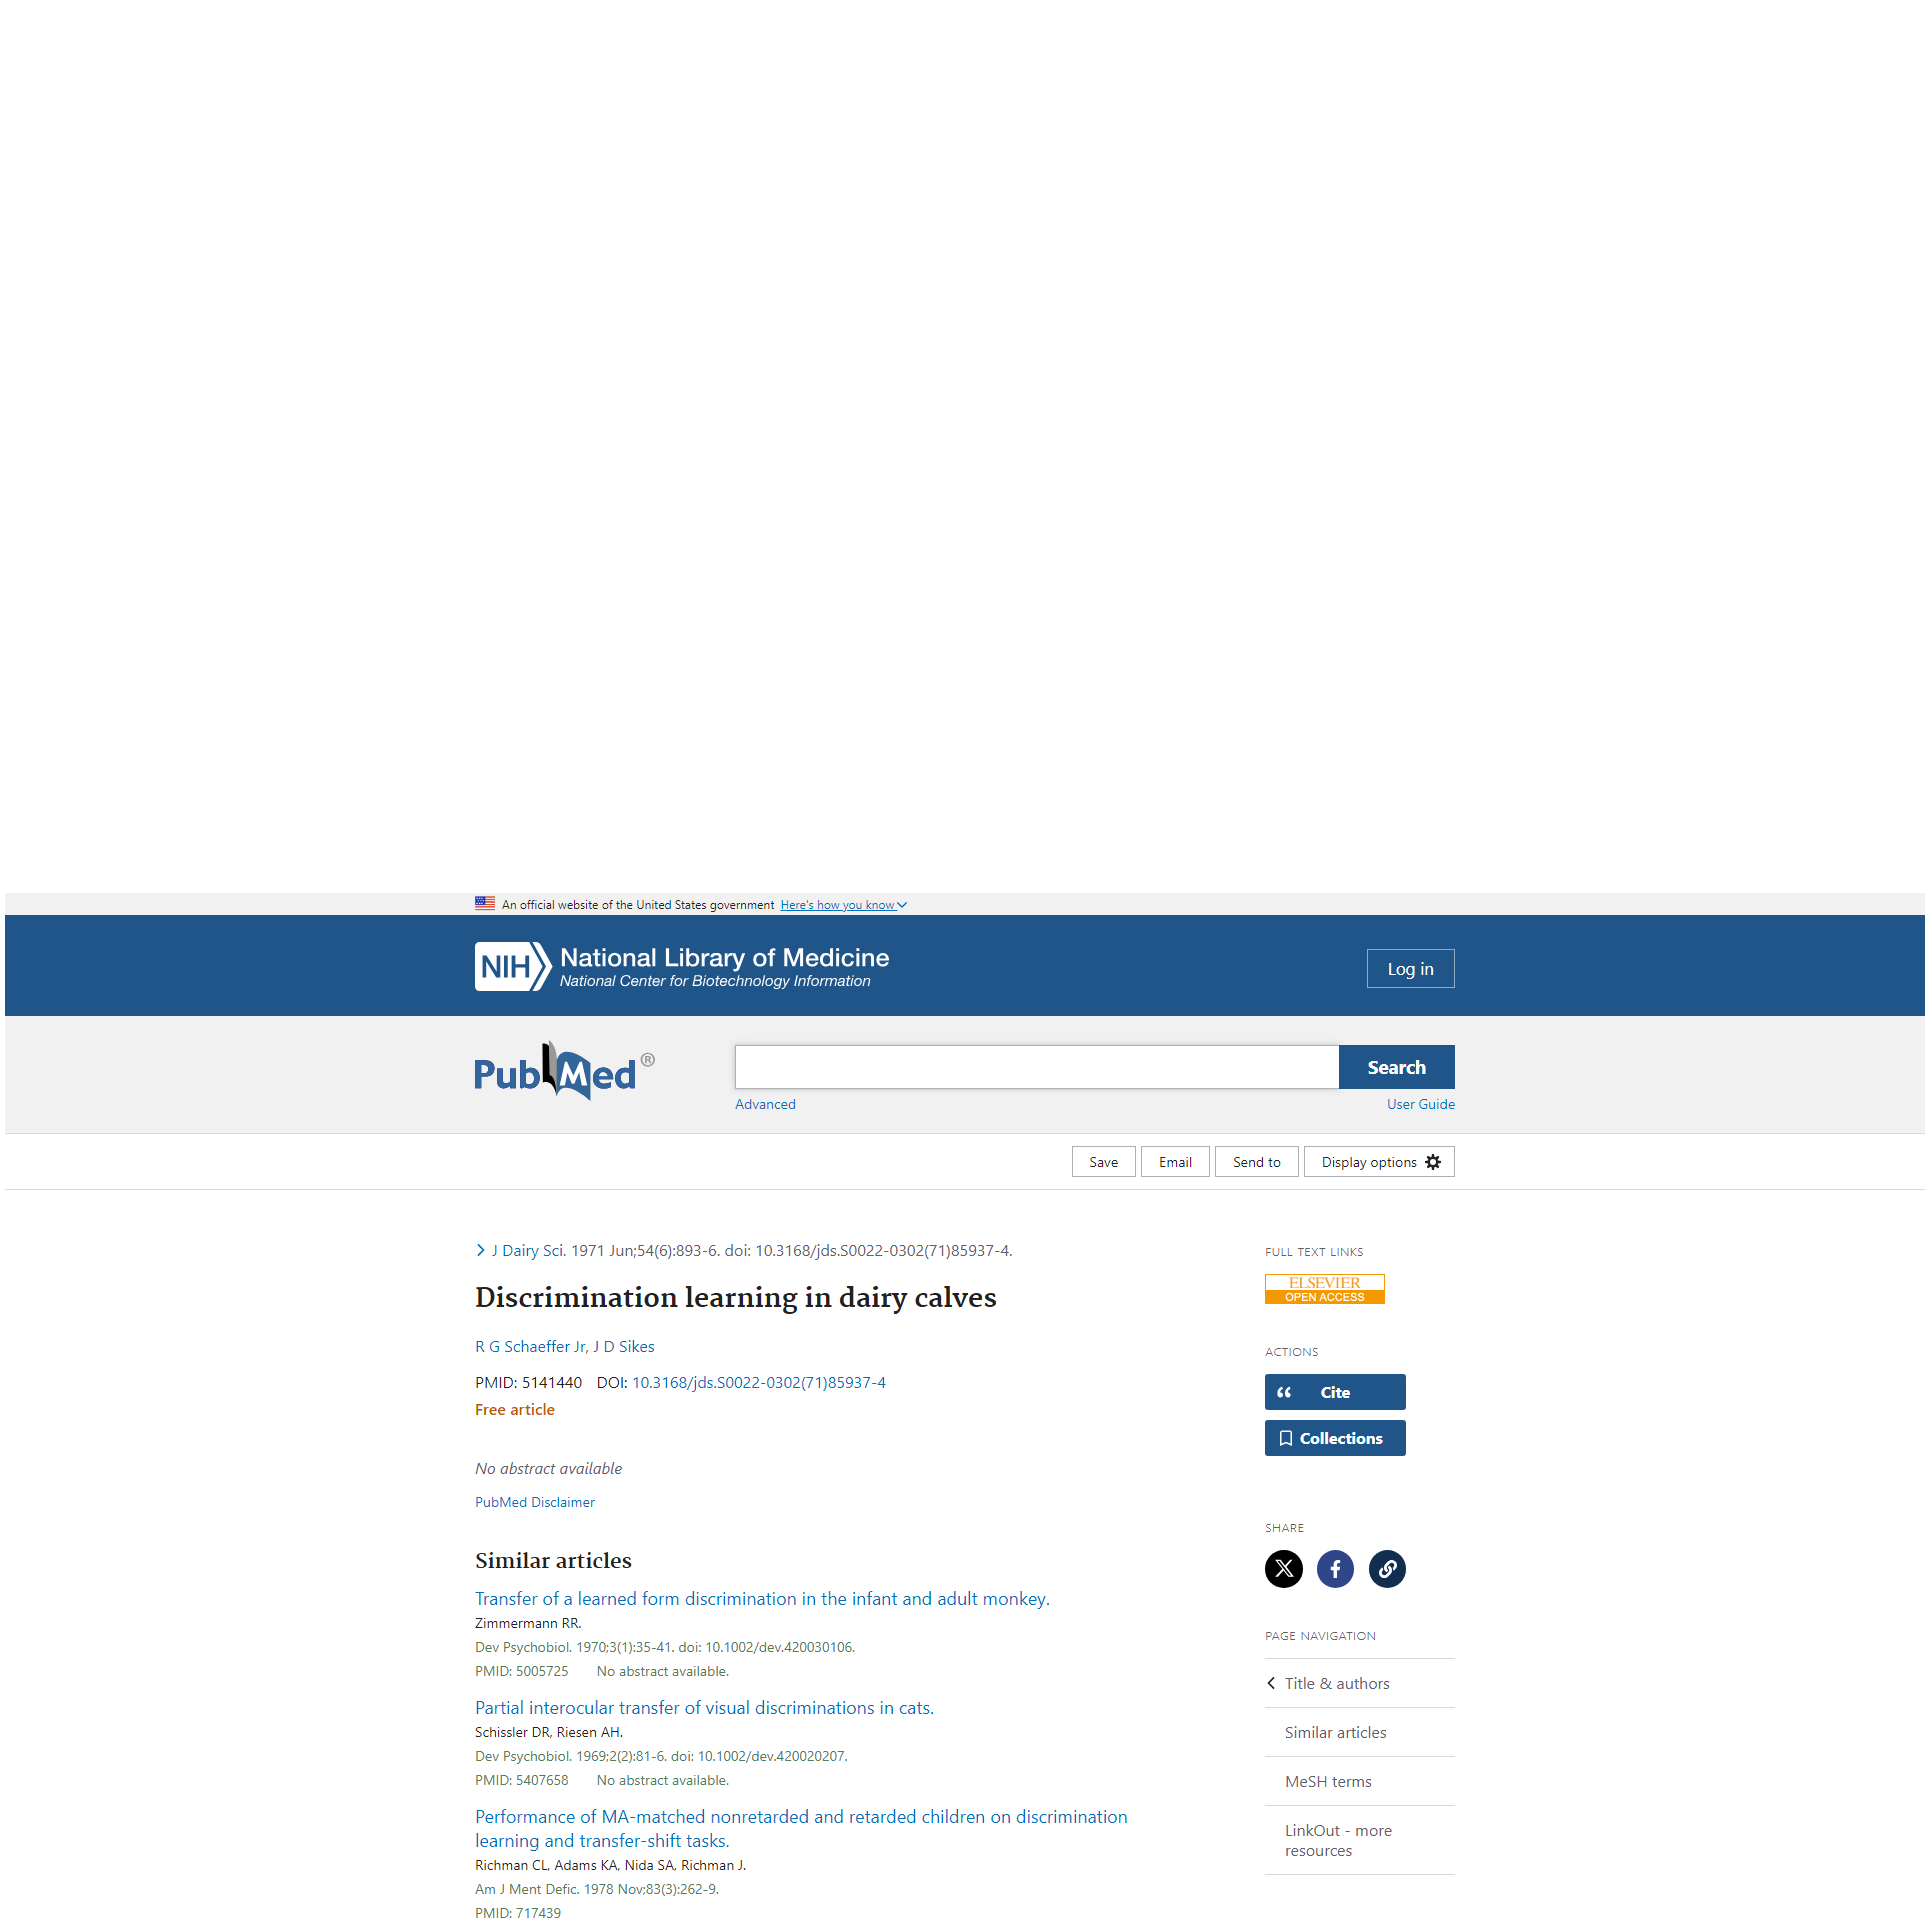 An official website of the United States government Here's how you know
NIH National Library of Medicine
National Center for Biotechnology Information
Log in
PubMed®
Search
Advanced
User Guide
Save
Email
Send to
Display options
J Dairy Sci. 1971 Jun;54(6):893-6. doi: 10.3168/jds.S0022-0302(71)85937-4.
Discrimination learning in dairy calves
R G Schaeffer Jr, J D Sikes
PMID: 5141440 DOI: 10.3168/jds.S0022-0302(71)85937-4
Free article
No abstract available
PubMed Disclaimer
Similar articles
Transfer of a learned form discrimination in the infant and adult monkey.
Zimmermann RR.
Dev Psychobiol. 1970;3(1):35-41. doi: 10.1002/dev.420030106.
PMID: 5005725 No abstract available.
Partial interocular transfer of visual discriminations in cats.
Schissler DR, Riesen AH.
Dev Psychobiol. 1969;2(2):81-6. doi: 10.1002/dev.420020207.
PMID: 5407658 No abstract available.
Performance of MA-matched nonretarded and retarded children on discrimination
learning and transfer-shift tasks.
Richman CL, Adams KA, Nida SA, Richman J.
Am J Ment Defic. 1978 Nov;83(3):262-9.
PMID: 717439
FULL TEXT LINKS
ELSEVIER
OPEN ACCESS
ACTIONS
Cite
Collections
SHARE
PAGE NAVIGATION
Title & authors
Similar articles
MeSH terms
LinkOut - more
resources